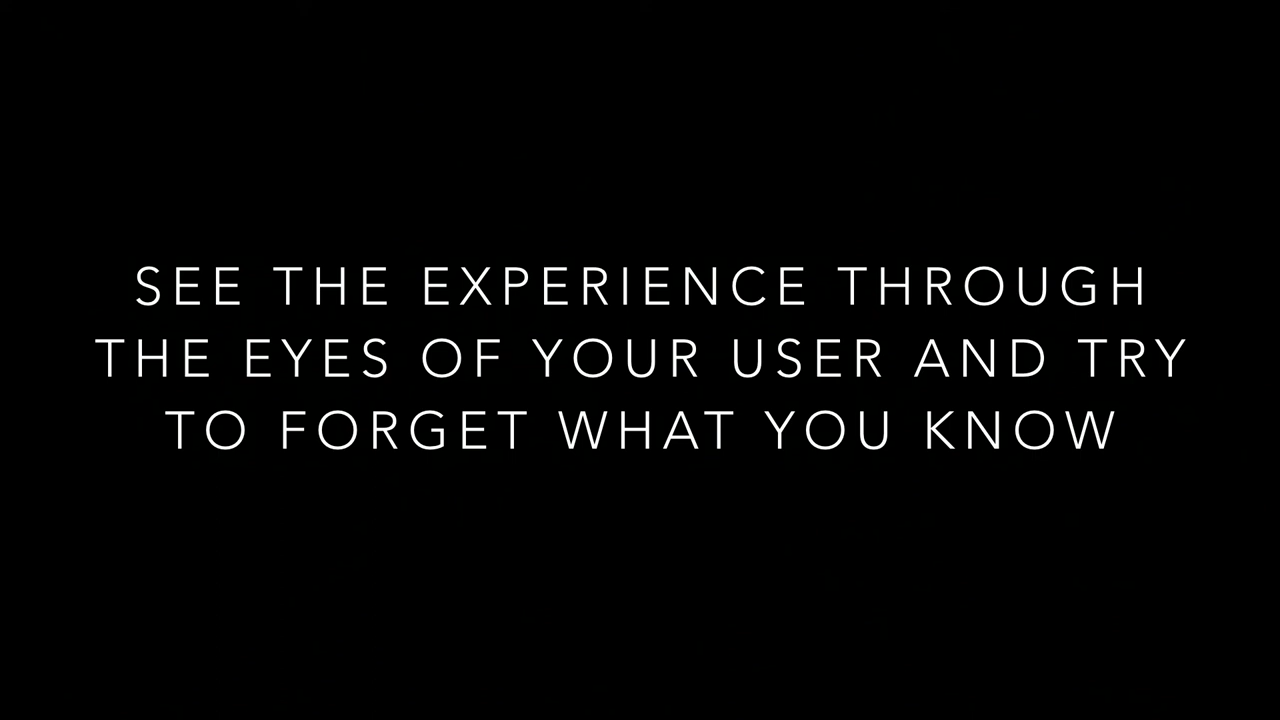 SEE THE EXPERIENCE THROUGH
THE EYES OF YOUR USER AND TRY
TO FORGET WHAT YOU KNOW